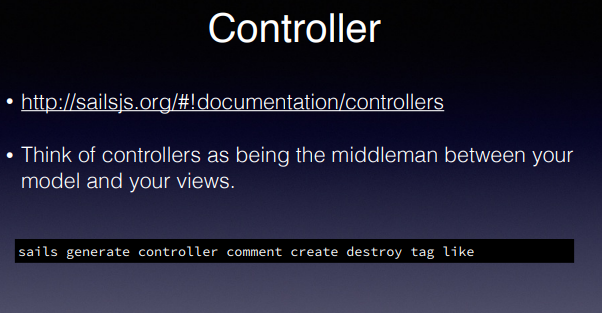 Controller
• http://sailsjs.org/#!documentation/controllers
• Think of controllers as being the middleman between your
model and your views.
sails generate controller comment create destroy tag like